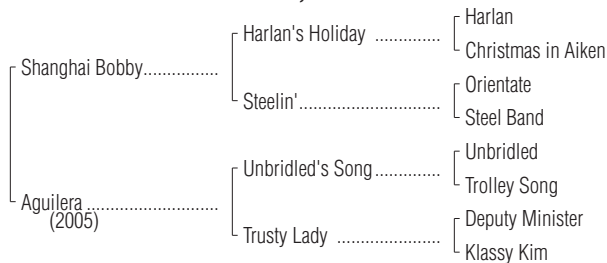 Harlan
Harlan's Holiday ..............
Christmas in Aiken
Shanghai Bobby................
Orientate
Steelin'.............................
Steel Band
Unbridled
Unbridled's Song..............
Trolley Song
Aguilera ............................
(2005)
Deputy Minister
Trusty Lady ......................
Klassy Kim